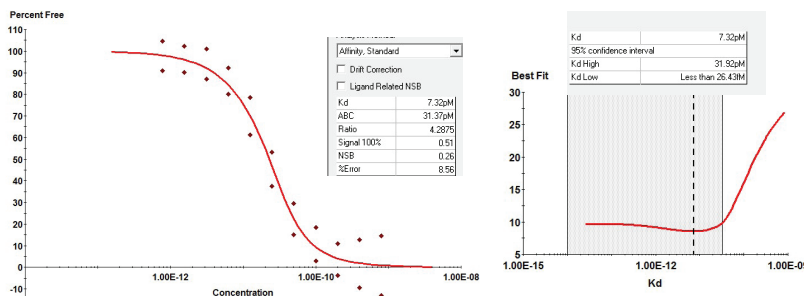 Percent Free
110
100
90
80
70
60
50
40
30
20
10
0
-10
1.00E-12
1.00E-10
1.00E-08
Concentration
Affinity, Standard
Drift Correction
Ligand Related NSB
Kd 7.32pM
ABC 31.37pM
Ratio 4.2875
Signal 100% 0.51
NSB 0.26
%Error 8.56
Kd 7.32pM
95% confidence interval
Kd High 31.92pM
Kd Low Less than 26.43fM
Best Fit
30
25
20
15
10
5
1.00E-15
1.00E-12
1.00E-09
Kd